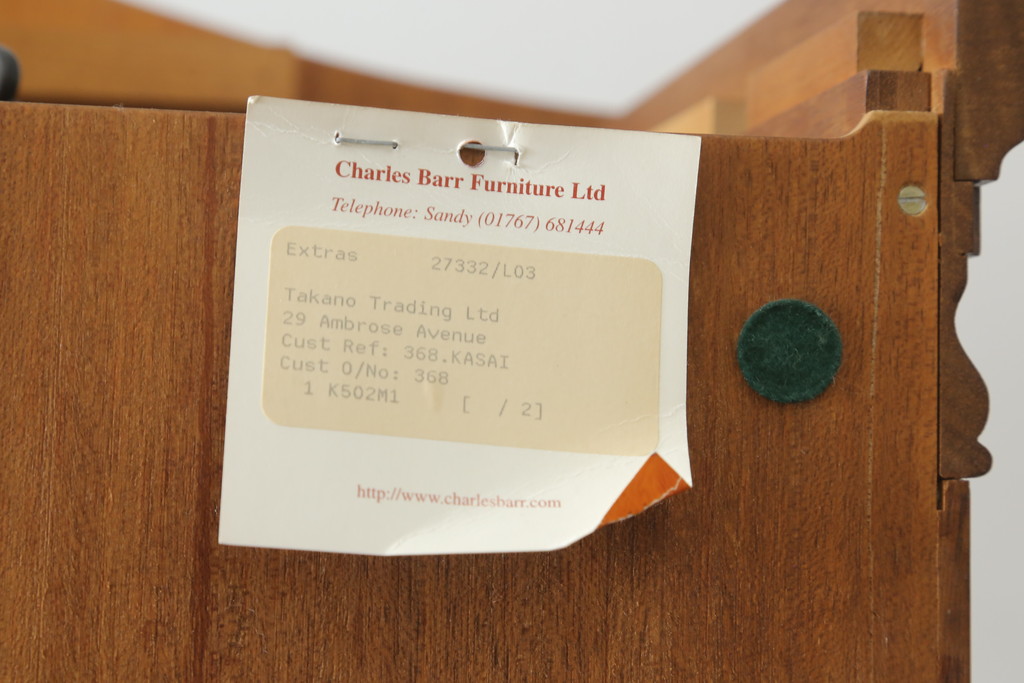 Charles Barr Furniture Ltd
Telephone: Sandy (01767) 681444
Extras 27332/L03
Takano Trading Ltd
29 Ambrose Avenue
Cust Ref: 368.KASAI
Cust O/No: 368
1 K502M1 [ / 2]
http://www.charlesbarr.com